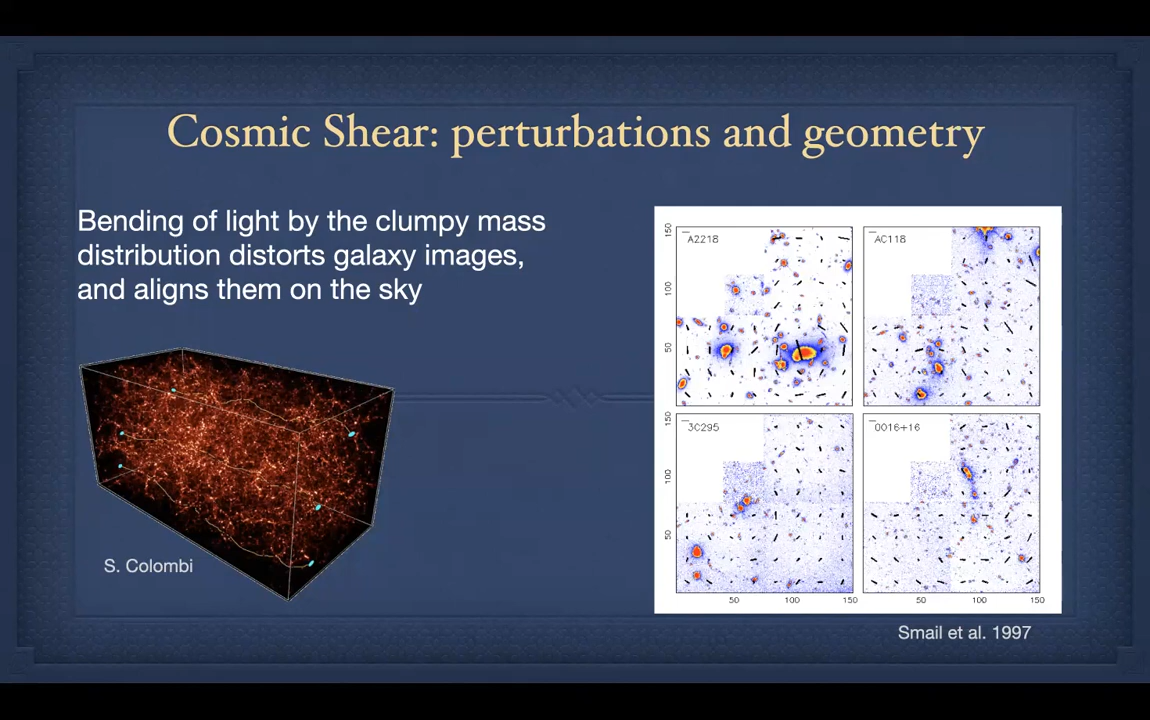 Cosmic Shear: perturbations and geometry
Bending of light by the clumpy mass
distribution distorts galaxy images,
and aligns them on the sky
S. Colombi
150
100
50
A2218
AC118
150
100
50
3C295
0016+16
50
100
150
50
100
150
Smail et al. 1997